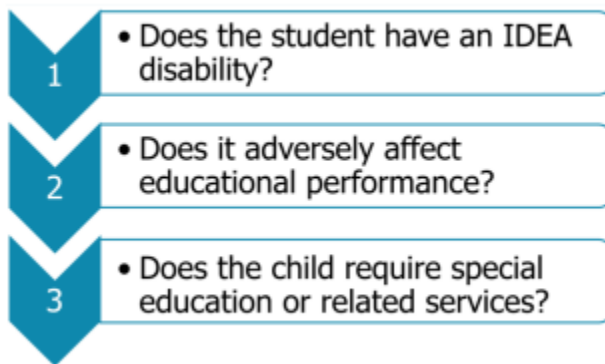 1
• Does the student have an IDEA
disability?
2
• Does it adversely affect
educational performance?
3
• Does the child require special
education or related services?